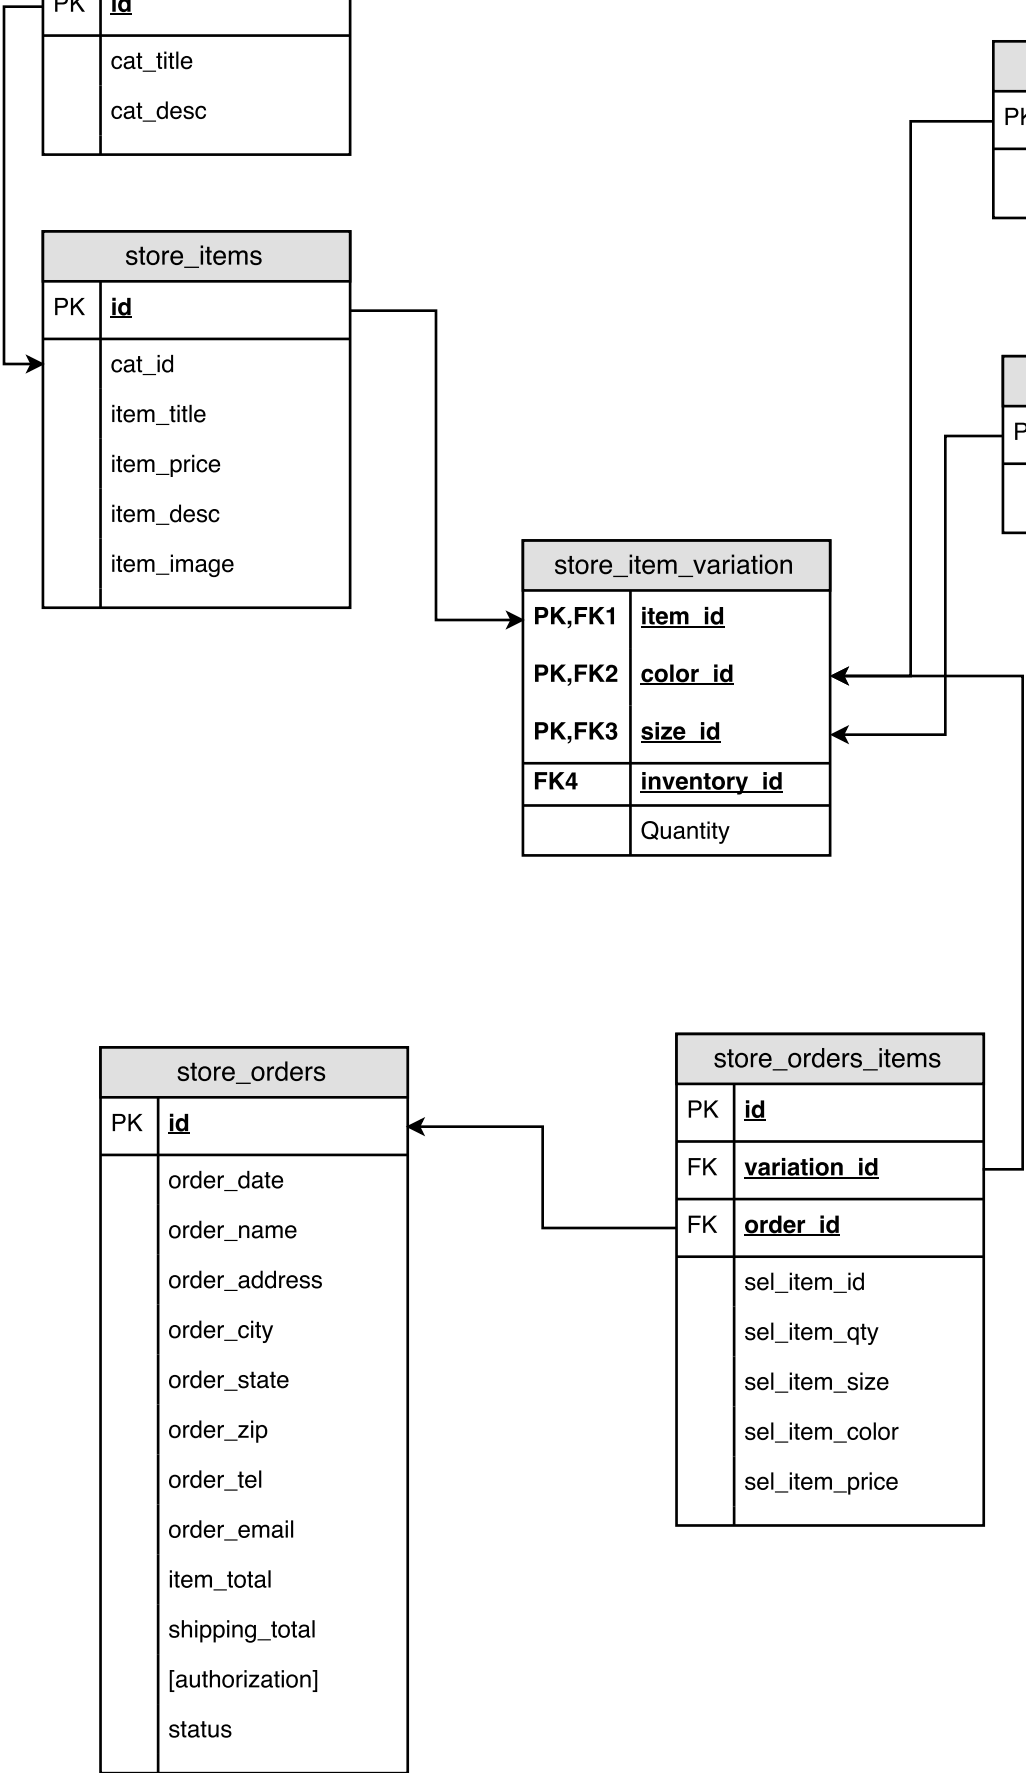 PK id
cat_title
cat_desc
store_items
PK id
cat_id
item_title
item_price
item_desc
item_image
store_item_variation
PK,FK1 item_id
PK,FK2 color_id
PK,FK3 size_id
FK4 inventory_id
Quantity
store_orders
PK id
order_date
order_name
order_address
order_city
order_state
order_zip
order_tel
order_email
item_total
shipping_total
[authorization]
status
store_orders_items
PK id
FK variation_id
FK order_id
sel_item_id
sel_item_qty
sel_item_size
sel_item_color
sel_item_price
PK
P